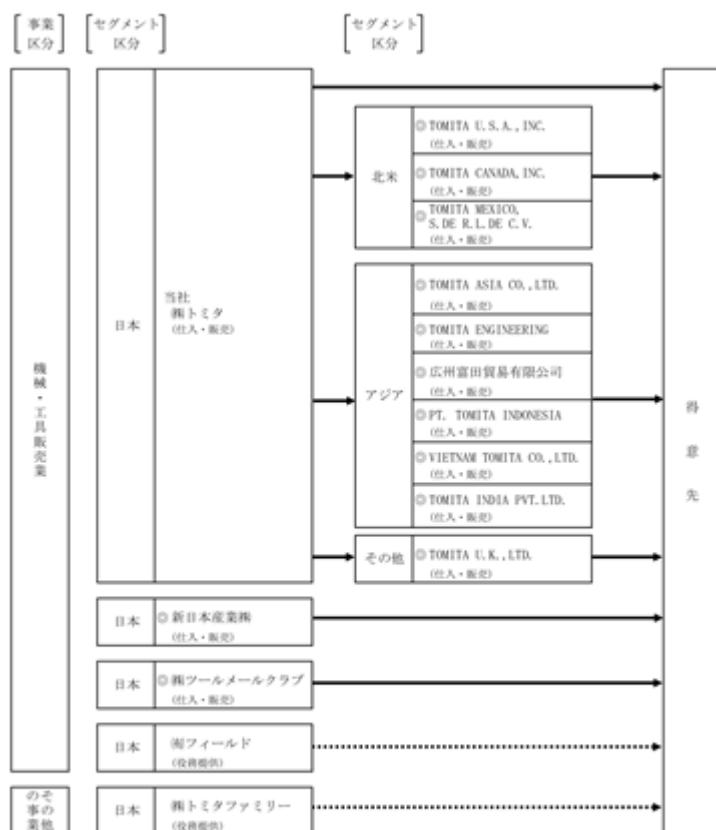 事業
区分
セグメント
区分
セグメント
区分
機械・工具販売業
日本
当社
㈱トミタ
(仕入・販売)
北米
◎TOMITA U.S.A.,INC.
(仕入・販売)
◎TOMITA CANADA,INC.
(仕入・販売)
◎TOMITA MEXICO,
S.DE R.L.DE C.V.
(仕入・販売)
アジア
◎TOMITA ASIA CO.,LTD.
(仕入・販売)
◎TOMITA ENGINEERING
(仕入・販売)
◎広州富田貿易有限公司
(仕入・販売)
◎PT. TOMITA INDONESIA
(仕入・販売)
◎VIETNAM TOMITA CO.,LTD.
(仕入・販売)
◎TOMITA INDIA PVT.LTD.
(仕入・販売)
その他
◎TOMITA U.K.,LTD.
(仕入・販売)
得意先
日本
◎新日本産業㈱
(仕入・販売)
日本
◎㈱ツールメールクラブ
(仕入・販売)
日本
㈲フィールド
(役務提供)
その他
の事業
日本
㈱トミタファミリー
(役務提供)